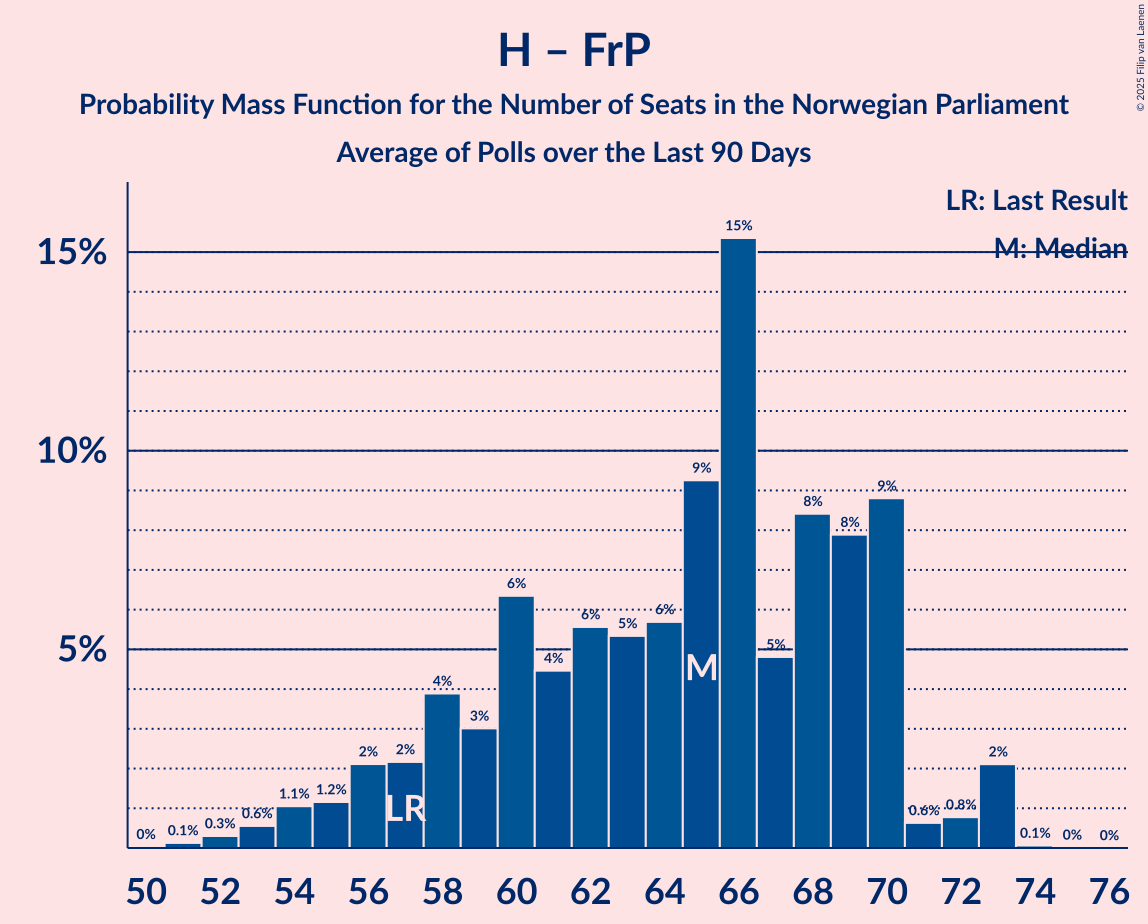 H – FrP
Probability Mass Function for the Number of Seats in the Norwegian Parliament
Average of Polls over the Last 90 Days
© 2025 Filip van Laenen
LR: Last Result
M: Median
15%
10%
5%
0% 0.1% 0.3% 0.6% 1.1% 1.2% 2% 2% 4% 3% 6% 4% 6% 5% 6% 9% 15% 5% 8% 8% 9% 0.6% 0.8% 2% 0.1% 0% 0%
LR
M
50 52 54 56 58 60 62 64 66 68 70 72 74 76